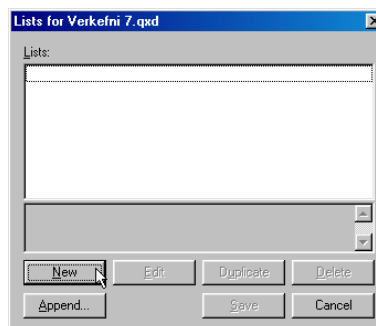 Lists for Verkefni 7.qxd
Lists:
New Edit Duplicate Delete
Append... Save Cancel